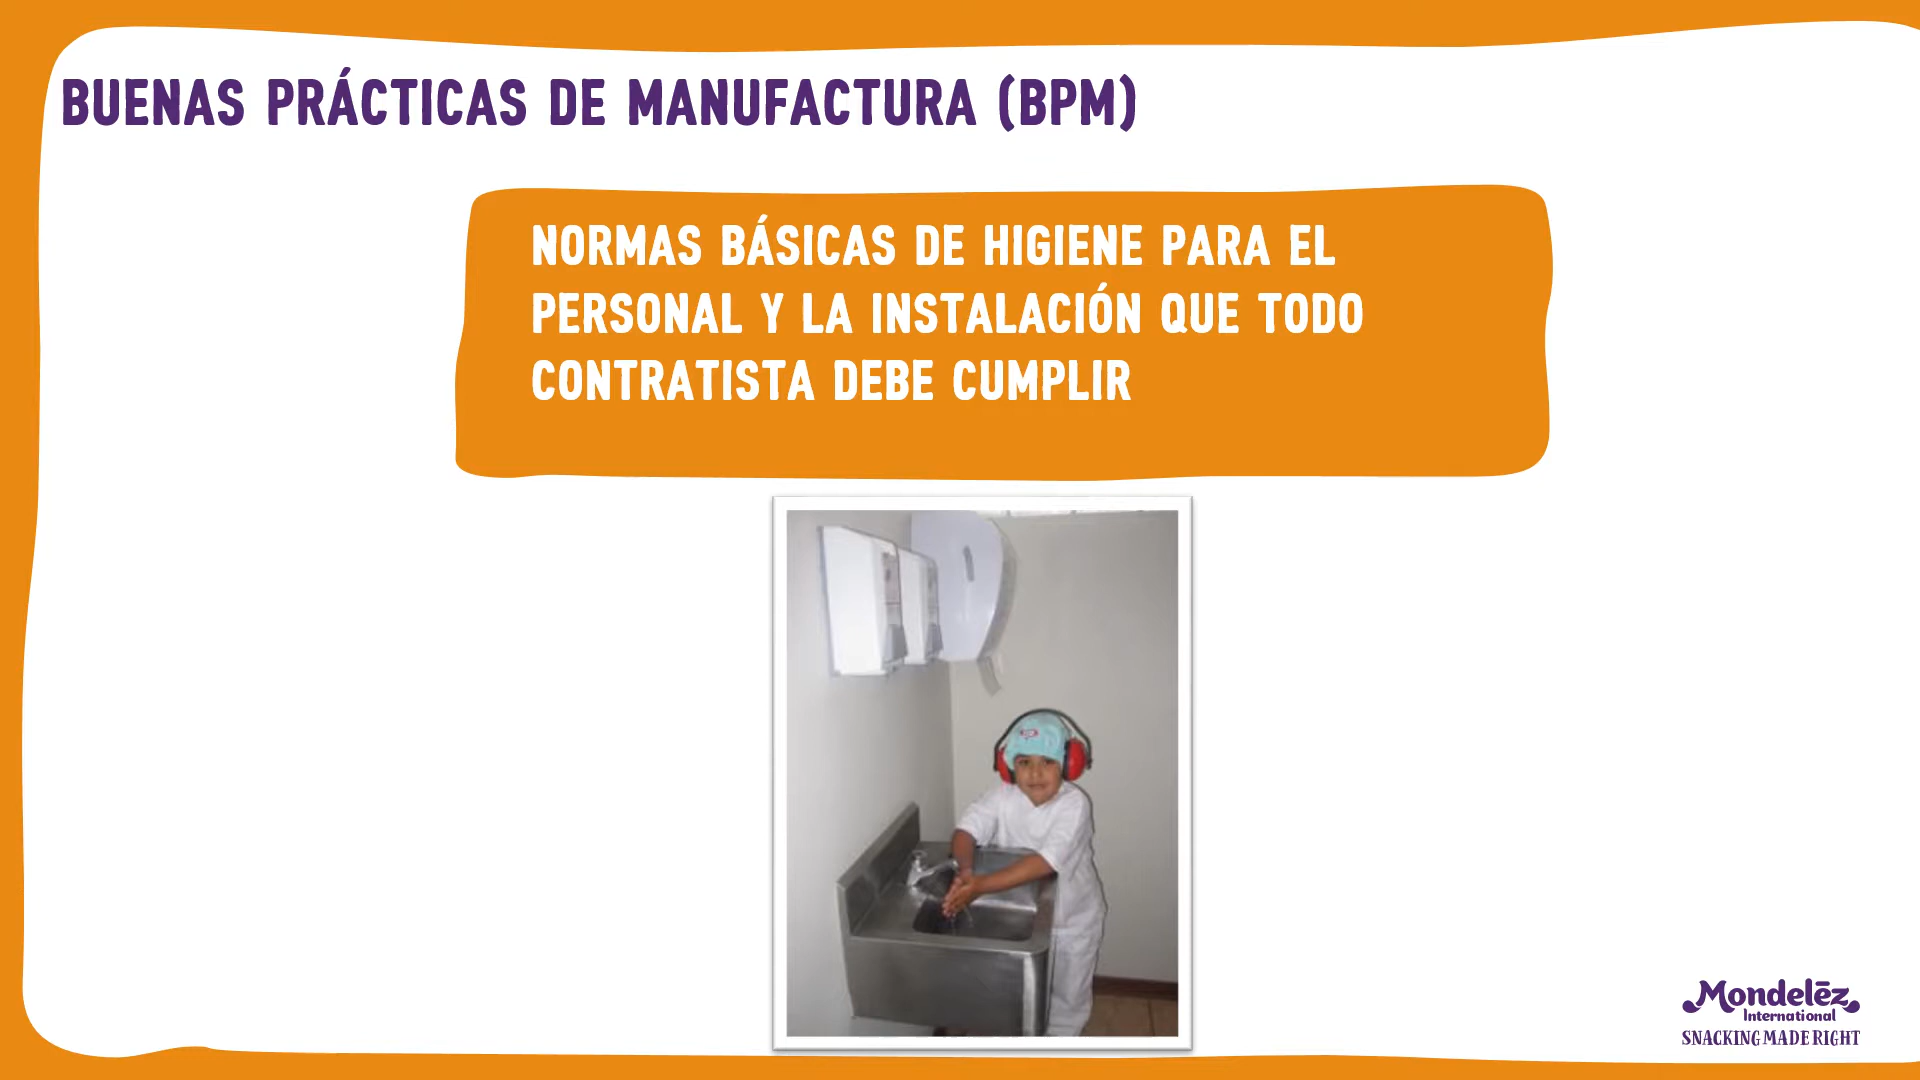 BUENAS PRÁCTICAS DE MANUFACTURA (BPM)
NORMAS BÁSICAS DE HIGIENE PARA EL
PERSONAL Y LA INSTALACIÓN QUE TODO
CONTRATISTA DEBE CUMPLIR
Mondelēz
International
SNACKING MADE RIGHT